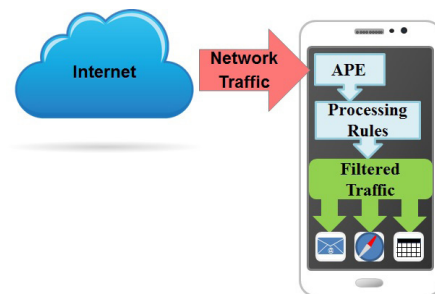 Internet
Network
Traffic
APE
Processing
Rules
Filtered
Traffic